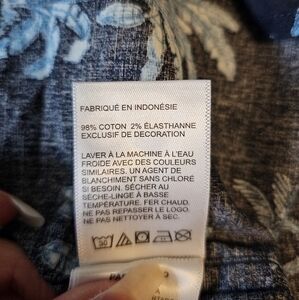 FABRIQUÉ EN INDONÉSIE
98% COTON 2% ÉLASTHANNE
EXCLUSIF DE DECORATION
LAVER À LA MACHINE À L'EAU
FROIDE AVEC DES COULEURS
SIMILAIRES. UN AGENT DE
BLANCHIMENT SANS CHLORÉ
SI BESOIN. SÉCHER AU
SÈCHE-LINGE À BASSE
TEMPÉRATURE. FER CHAUD.
NE PAS REPASSER LE LOGO.
NE PAS NETTOYER À SEC.